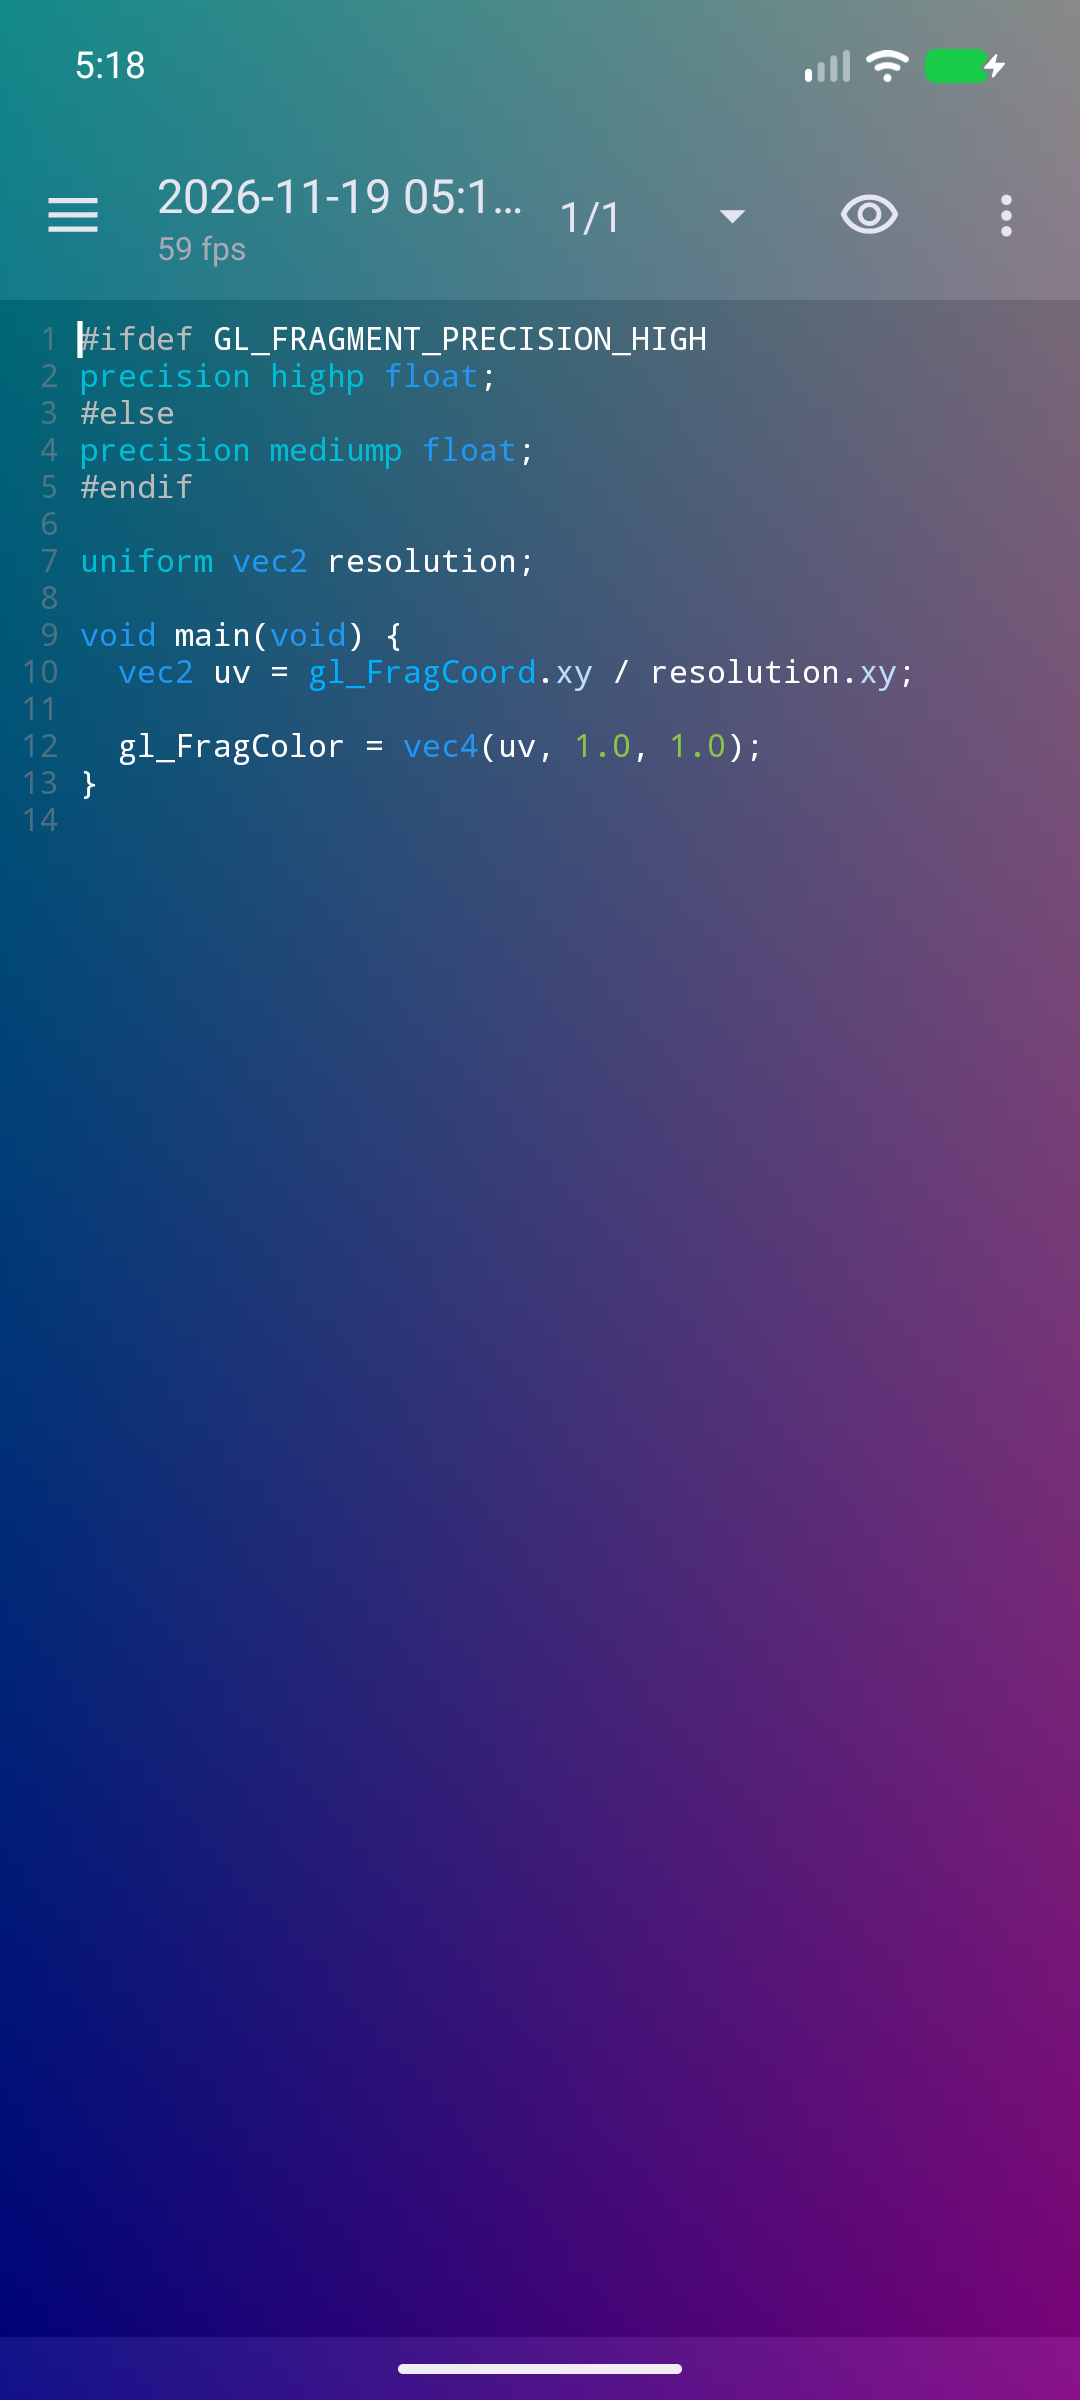 5:18
2026-11-19 05:1…
1/1
59 fps
1 #ifdef GL_FRAGMENT_PRECISION_HIGH
2 precision highp float;
3 #else
4 precision mediump float;
5 #endif
6
7 uniform vec2 resolution;
8
9 void main(void) {
10   vec2 uv = gl_FragCoord.xy / resolution.xy;
11
12   gl_FragColor = vec4(uv, 1.0, 1.0);
13 }
14